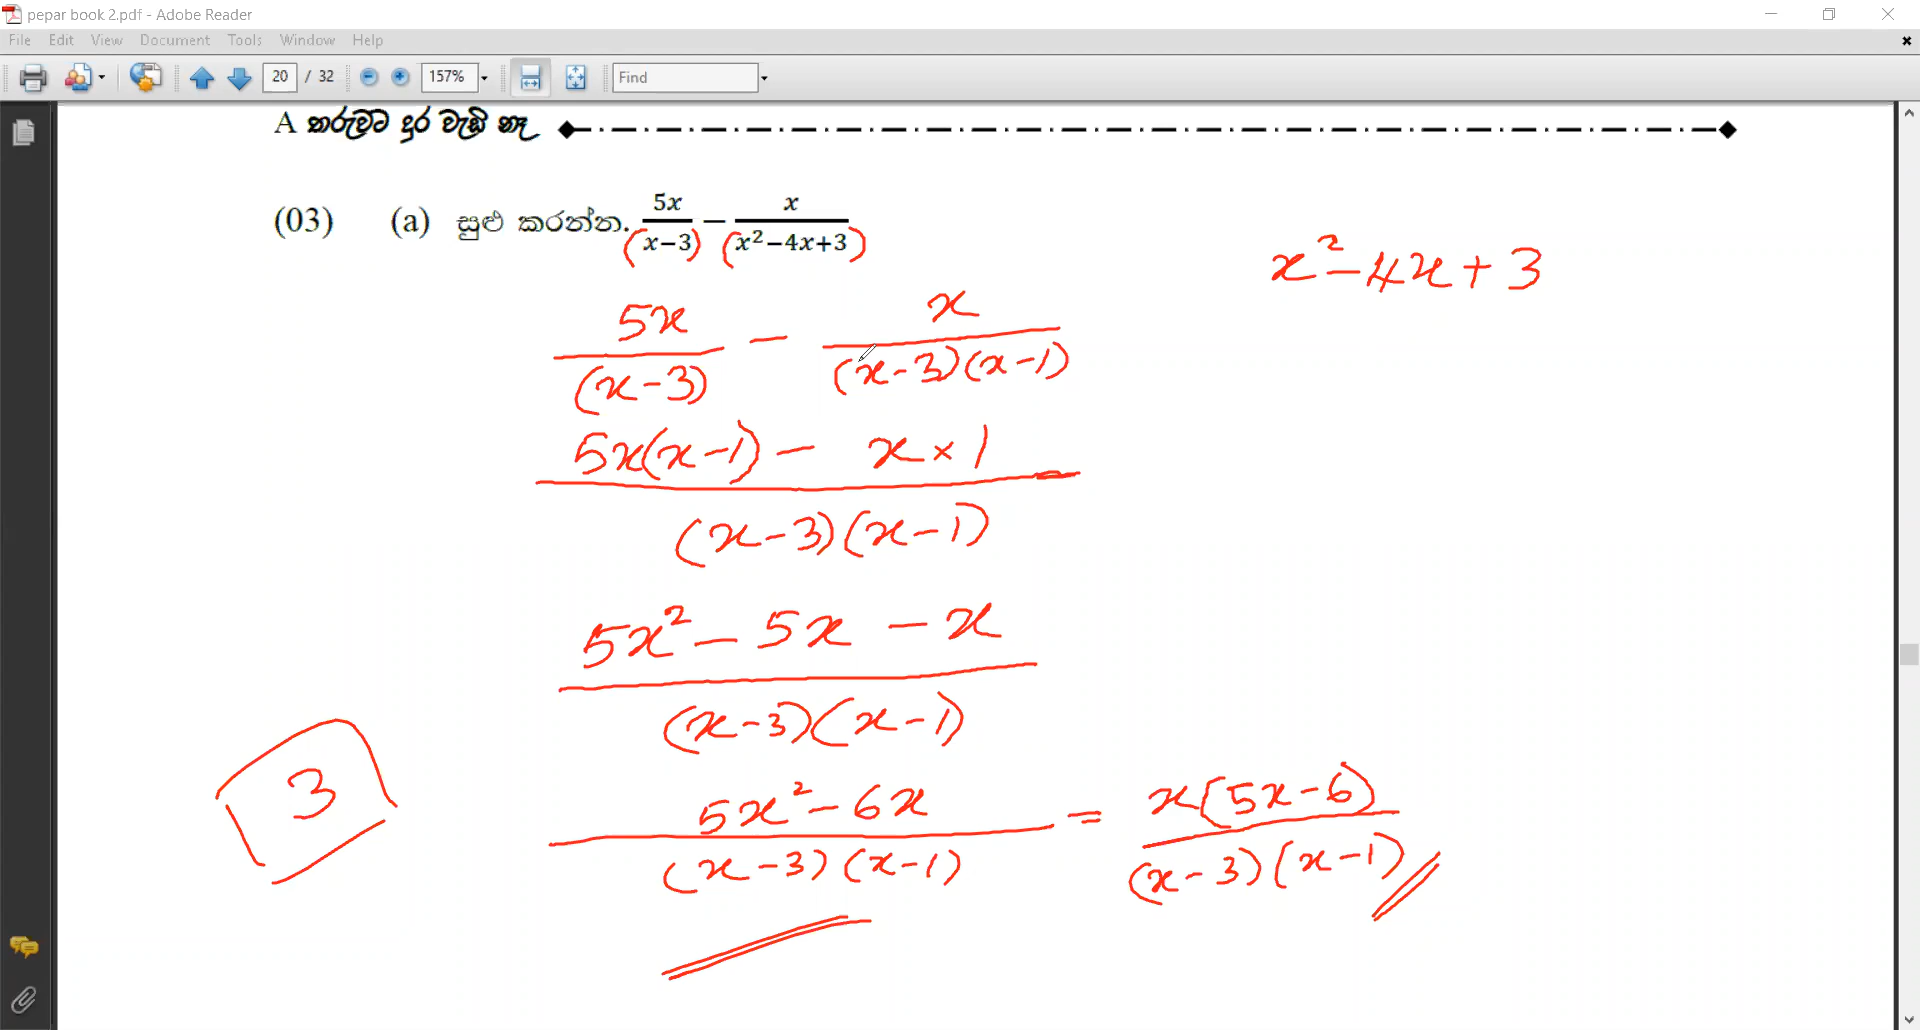 pepar book 2.pdf - Adobe Reader
File Edit View Document Tools Window Help
20 / 32 157% Find
A තරුවට දුර වැඩි නෑ
(03) (a) සුළු කරන්න. 5x/(x−3) − x/(x²−4x+3)
x² − 4x + 3
5x/(x−3) − x/((x−3)(x−1))
5x(x−1) − x × 1
(x−3)(x−1)
5x² − 5x − x
(x−3)(x−1)
3
5x² − 6x = x(5x−6)
(x−3)(x−1) (x−3)(x−1)